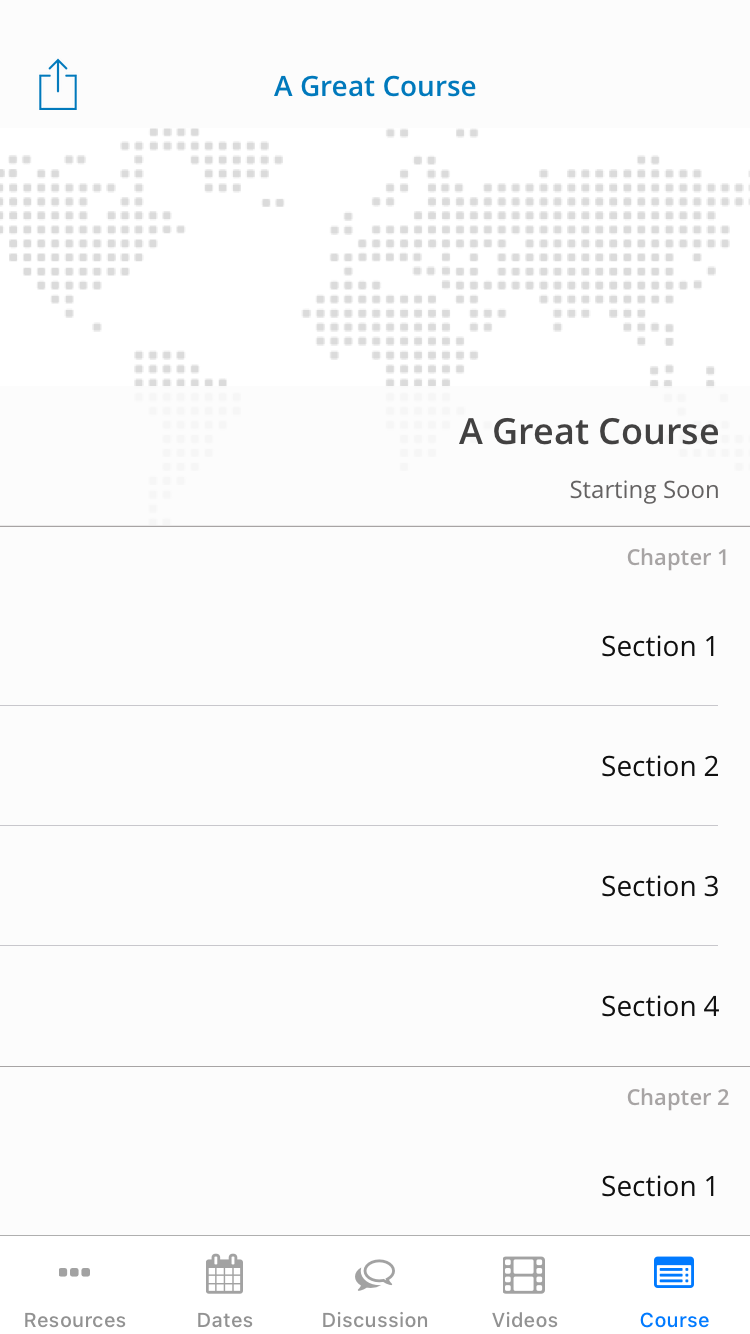 A Great Course
A Great Course
Starting Soon
Chapter 1
Section 1
Section 2
Section 3
Section 4
Chapter 2
Section 1
Resources
Dates
Discussion
Videos
Course